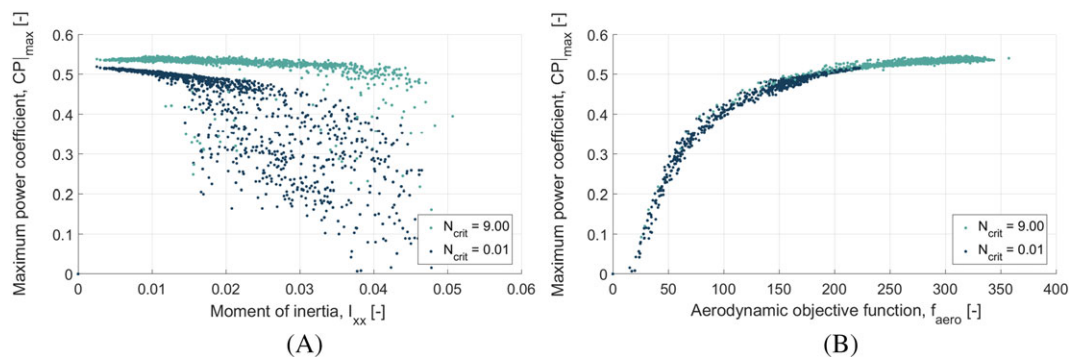 Maximum power coefficient, CP|max [-]
0.6
0.5
0.4
0.3
0.2
0.1
0
0 0.01 0.02 0.03 0.04 0.05 0.06
Moment of inertia, Ixx [-]
Ncrit = 9.00
Ncrit = 0.01
(A)
Maximum power coefficient, CP|max [-]
0.6
0.5
0.4
0.3
0.2
0.1
0
0 50 100 150 200 250 300 350 400
Aerodynamic objective function, faero [-]
Ncrit = 9.00
Ncrit = 0.01
(B)